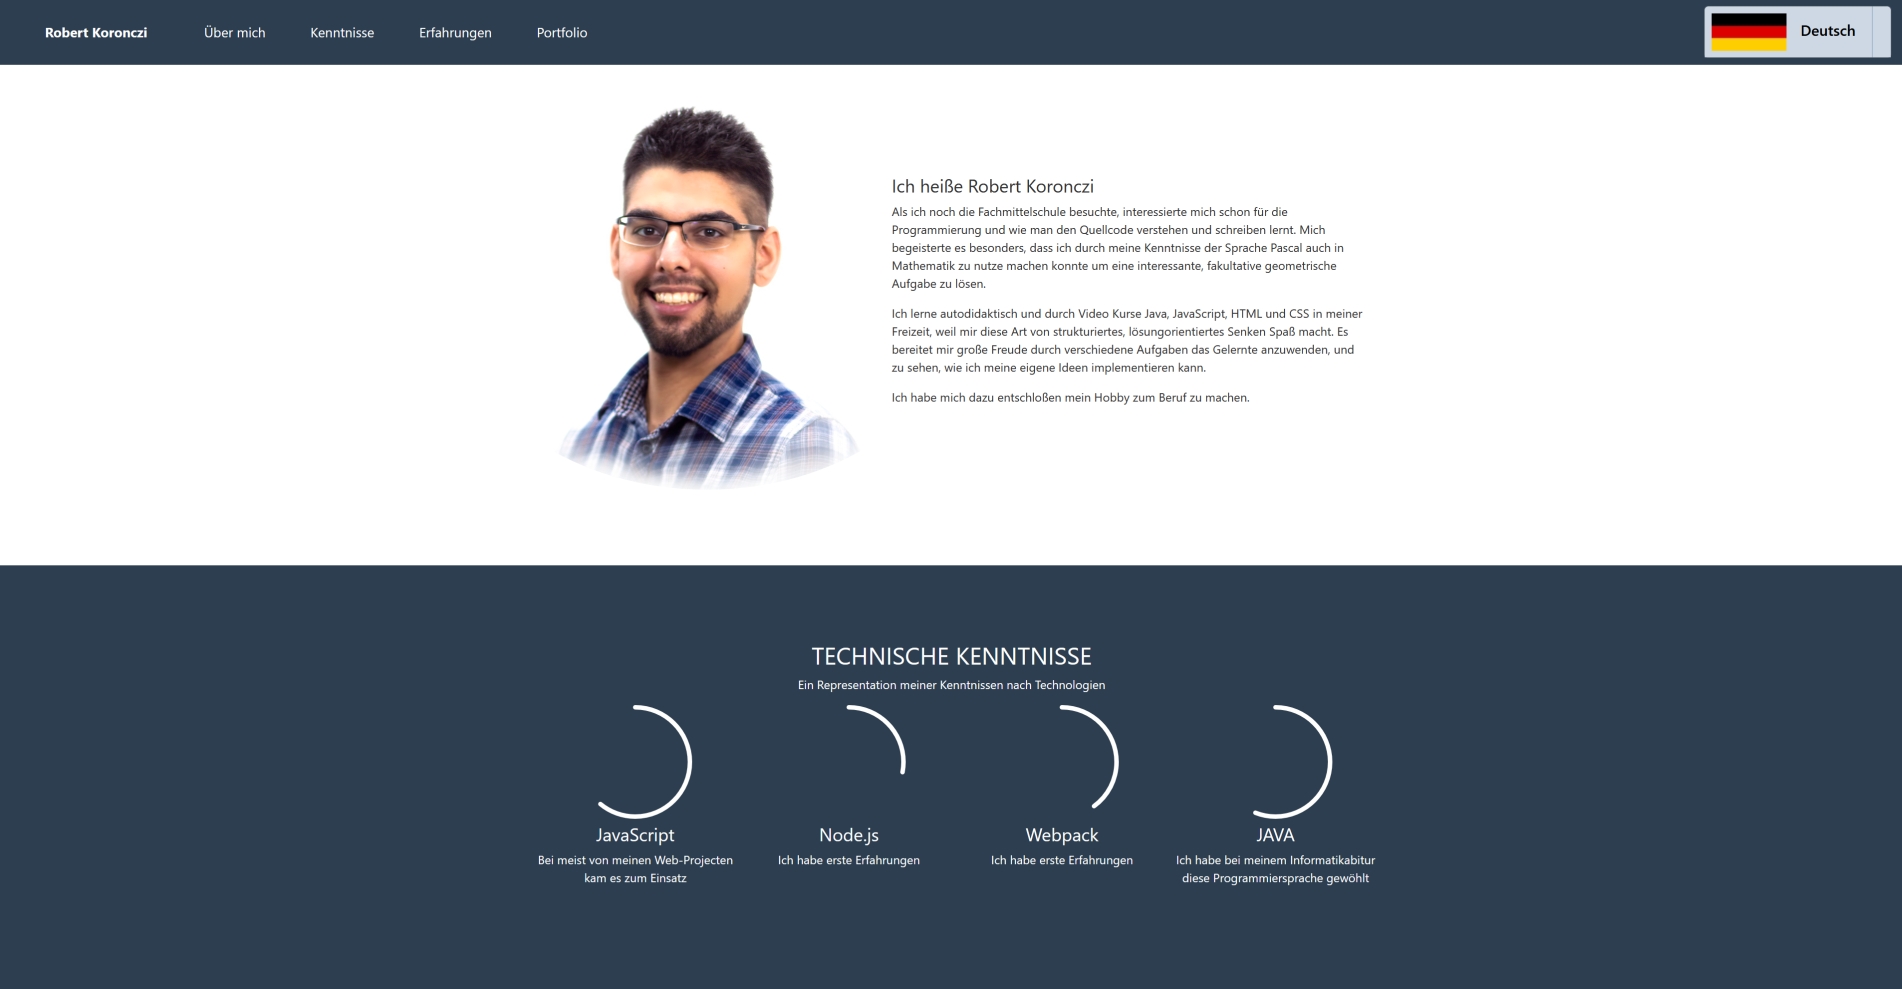 Robert Koronczi Über mich Kenntnisse Erfahrungen Portfolio Deutsch
Ich heiße Robert Koronczi
Als ich noch die Fachmittelschule besuchte, interessierte mich schon für die
Programmierung und wie man den Quellcode verstehen und schreiben lernt. Mich
begeisterte es besonders, dass ich durch meine Kenntnisse der Sprache Pascal auch in
Mathematik zu nutze machen konnte um eine interessante, fakultative geometrische
Aufgabe zu lösen.
Ich lerne autodidaktisch und durch Video Kurse Java, JavaScript, HTML und CSS in meiner
Freizeit, weil mir diese Art von strukturiertes, lösungorientiertes Senken Spaß macht. Es
bereitet mir große Freude durch verschiedene Aufgaben das Gelernte anzuwenden, und
zu sehen, wie ich meine eigene Ideen implementieren kann.
Ich habe mich dazu entschloßen mein Hobby zum Beruf zu machen.
TECHNISCHE KENNTNISSE
Ein Representation meiner Kenntnissen nach Technologien
JavaScript
Bei meist von meinen Web-Projecten
kam es zum Einsatz
Node.js
Ich habe erste Erfahrungen
Webpack
Ich habe erste Erfahrungen
JAVA
Ich habe bei meinem Informatikabitur
diese Programmiersprache gewöhlt